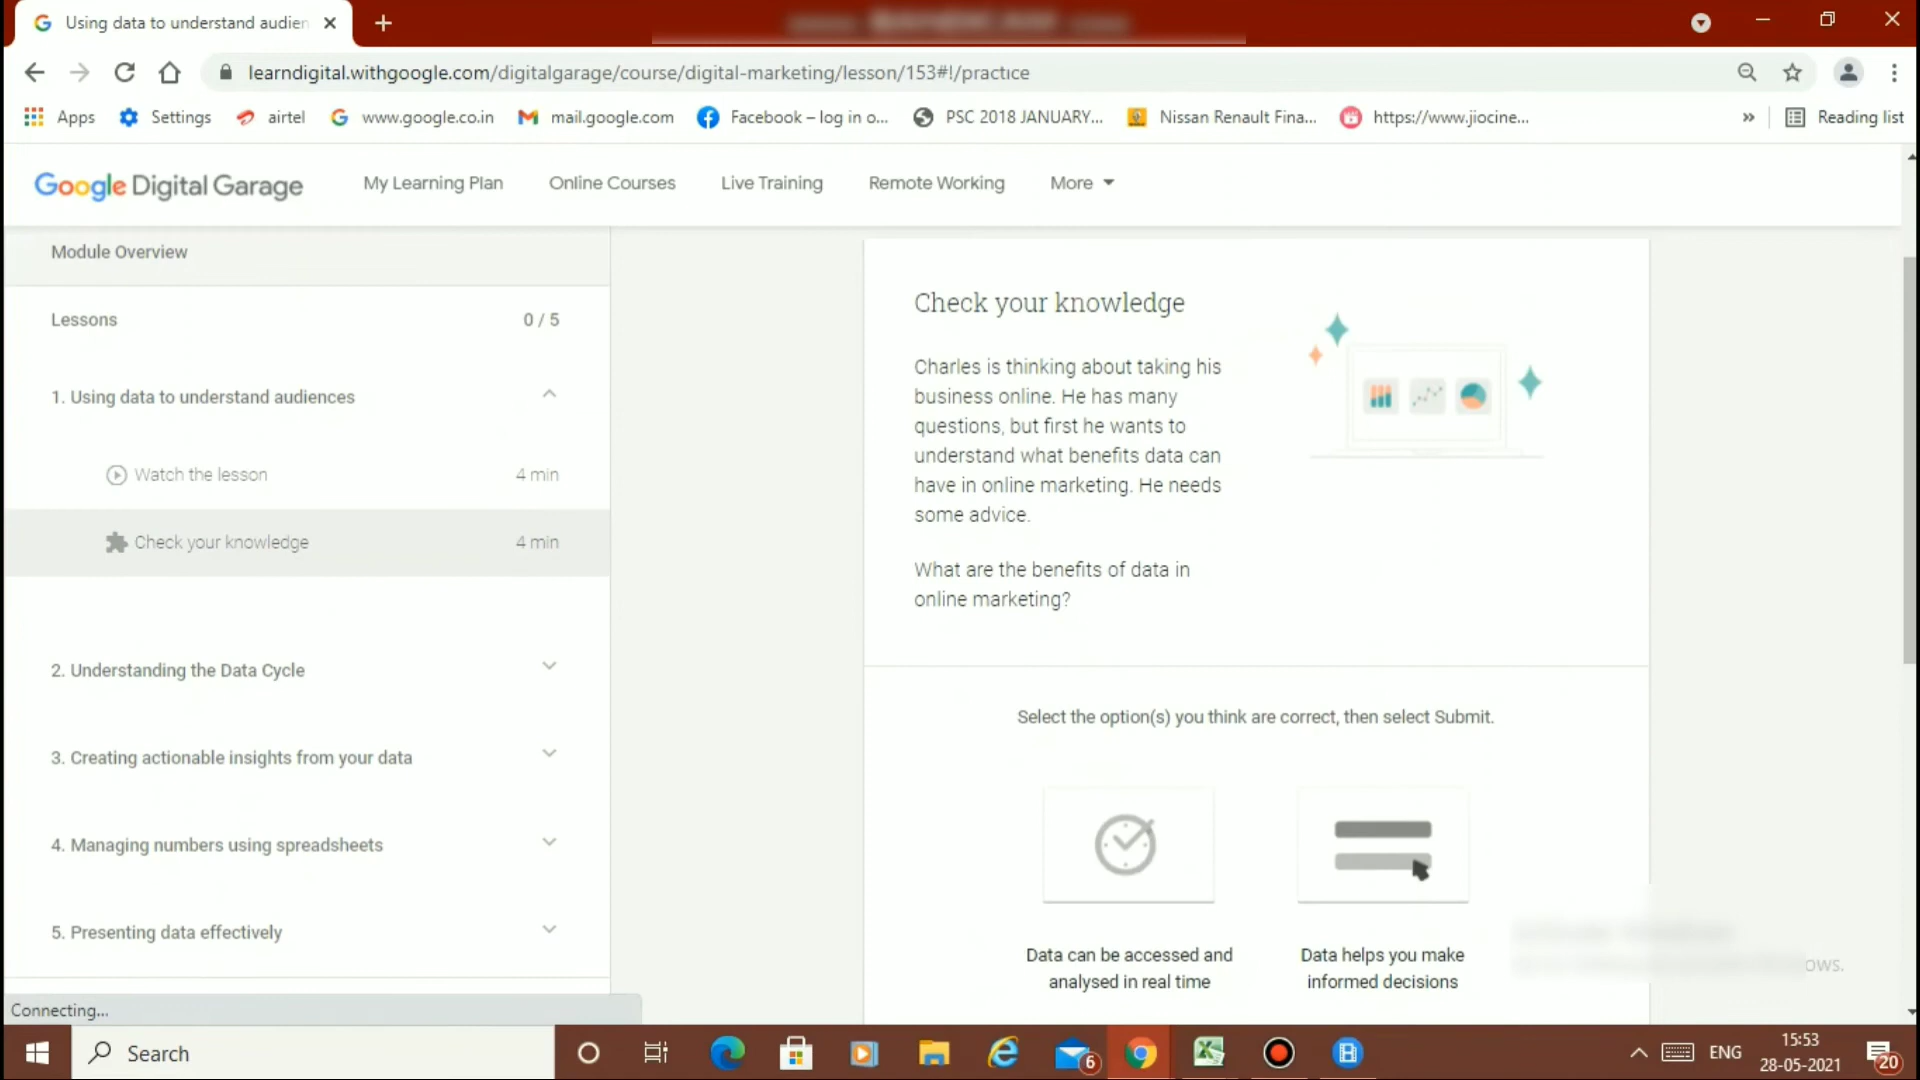 Using data to understand audien
learndigital.withgoogle.com/digitalgarage/course/digital-marketing/lesson/153#!/practice
Apps Settings airtel www.google.co.in mail.google.com Facebook – log in o... PSC 2018 JANUARY... Nissan Renault Fina... https://www.jiocine... » Reading list
Google Digital Garage My Learning Plan Online Courses Live Training Remote Working More
Module Overview
Lessons 0 / 5
1. Using data to understand audiences
Watch the lesson 4 min
Check your knowledge 4 min
2. Understanding the Data Cycle
3. Creating actionable insights from your data
4. Managing numbers using spreadsheets
5. Presenting data effectively
Connecting...
Check your knowledge
Charles is thinking about taking his
business online. He has many
questions, but first he wants to
understand what benefits data can
have in online marketing. He needs
some advice.
What are the benefits of data in
online marketing?
Select the option(s) you think are correct, then select Submit.
Data can be accessed and
analysed in real time
Data helps you make
informed decisions
ows.
Search
6
ENG
15:53
28-05-2021
20